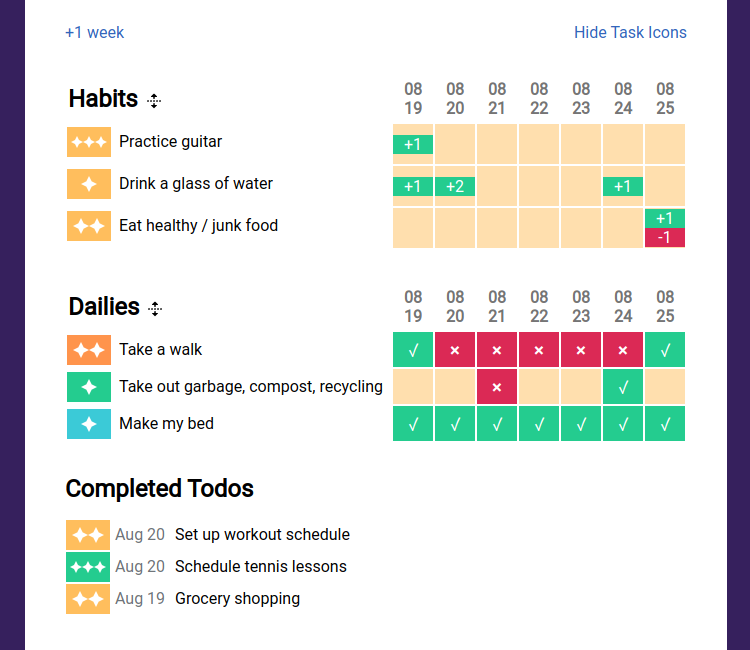 +1 week Hide Task Icons
Habits 08 08 08 08 08 08 08
19 20 21 22 23 24 25
Practice guitar +1
Drink a glass of water +1 +2 +1
Eat healthy / junk food +1
-1
Dailies 08 08 08 08 08 08 08
19 20 21 22 23 24 25
Take a walk √ × × × × × √
Take out garbage, compost, recycling × √
Make my bed √ √ √ √ √ √ √
Completed Todos
Aug 20 Set up workout schedule
Aug 20 Schedule tennis lessons
Aug 19 Grocery shopping